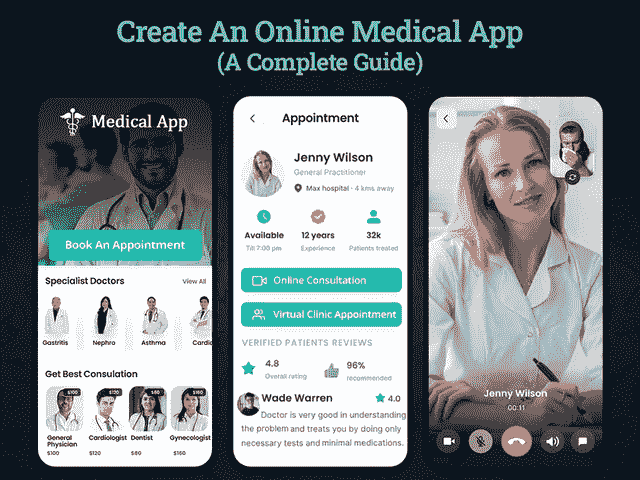 Create An Online Medical App
(A Complete Guide)
Medical App
Book An Appointment
Specialist Doctors View All
Gastritis Nephro Asthma Cardio
Get Best Consulation
$100 $120 $80 $160
General Physician Cardiologist Dentist Gynecologist
$100 $120 $80 $160
Appointment
Jenny Wilson
General Practitioner
Max hospital · 4 kms away
Available 12 years 32k
Till 7:00 pm Experience Patients treated
Online Consultation
Virtual Clinic Appointment
VERIFIED PATIENTS REVIEWS
4.8 96%
Overall rating recommended
Wade Warren 4.0
Doctor is very good in understanding
the problem and treats you by doing only
necessary tests and minimal medications.
Jenny Wilson
00:11